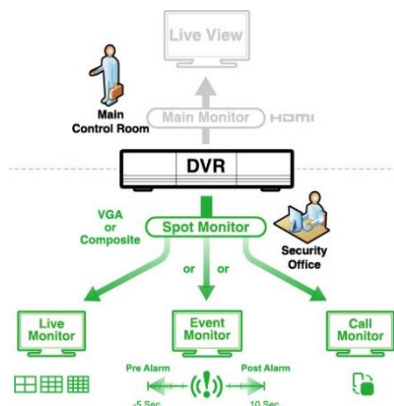 Live View
Main Monitor HDMI
Main
Control Room
DVR
VGA
or
Composite
Spot Monitor
Security
Office
or or
Live
Monitor
Event
Monitor
Call
Monitor
Pre Alarm Post Alarm
-5 Sec 10 Sec